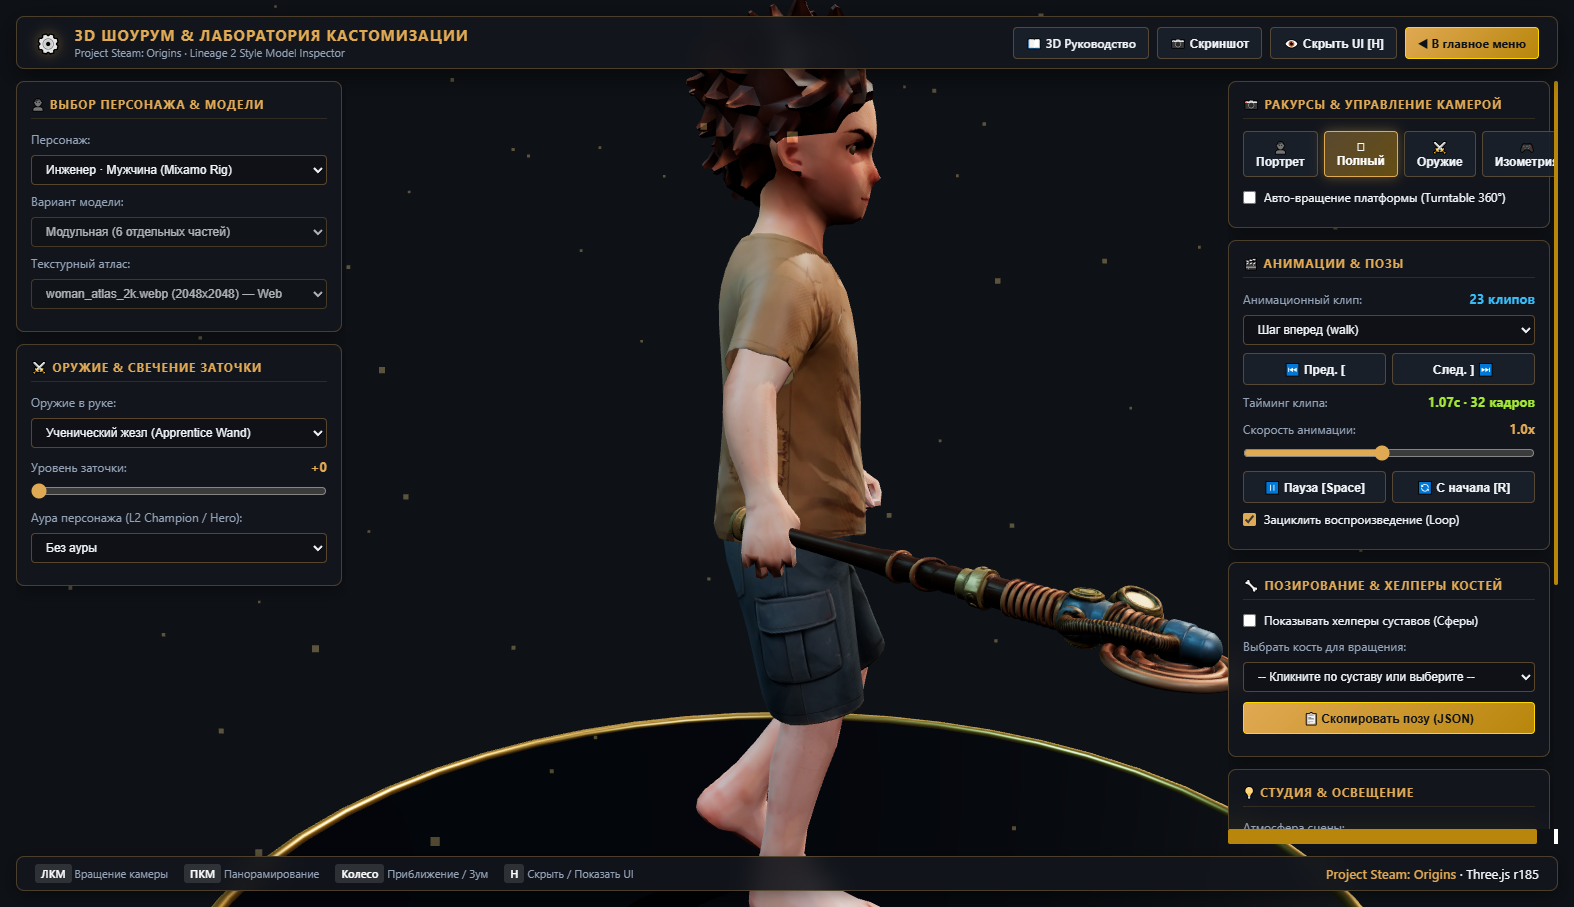 3D ШОУРУМ & ЛАБОРАТОРИЯ КАСТОМИЗАЦИИ
Project Steam: Origins · Lineage 2 Style Model Inspector
3D Руководство
Скриншот
Скрыть UI [H]
◀ В главное меню
ВЫБОР ПЕРСОНАЖА & МОДЕЛИ
Персонаж:
Инженер - Мужчина (Mixamo Rig)
Вариант модели:
Модульная (6 отдельных частей)
Текстурный атлас:
woman_atlas_2k.webp (2048x2048) — Web
ОРУЖИЕ & СВЕЧЕНИЕ ЗАТОЧКИ
Оружие в руке:
Ученический жезл (Apprentice Wand)
Уровень заточки:
+0
Аура персонажа (L2 Champion / Hero):
Без ауры
РАКУРСЫ & УПРАВЛЕНИЕ КАМЕРОЙ
Портрет
Полный
Оружие
Изометрия
Авто-вращение платформы (Turntable 360°)
АНИМАЦИИ & ПОЗЫ
Анимационный клип:
23 клипов
Шаг вперед (walk)
Пред. [
След. ]
Тайминг клипа:
1.07с · 32 кадров
Скорость анимации:
1.0x
Пауза [Space]
С начала [R]
Зациклить воспроизведение (Loop)
ПОЗИРОВАНИЕ & ХЕЛПЕРЫ КОСТЕЙ
Показывать хелперы суставов (Сферы)
Выбрать кость для вращения:
-- Кликните по суставу или выберите --
Скопировать позу (JSON)
СТУДИЯ & ОСВЕЩЕНИЕ
Атмосфера сцены:
ЛКМ Вращение камеры
ПКМ Панорамирование
Колесо Приближение / Зум
H Скрыть / Показать UI
Project Steam: Origins · Three.js r185